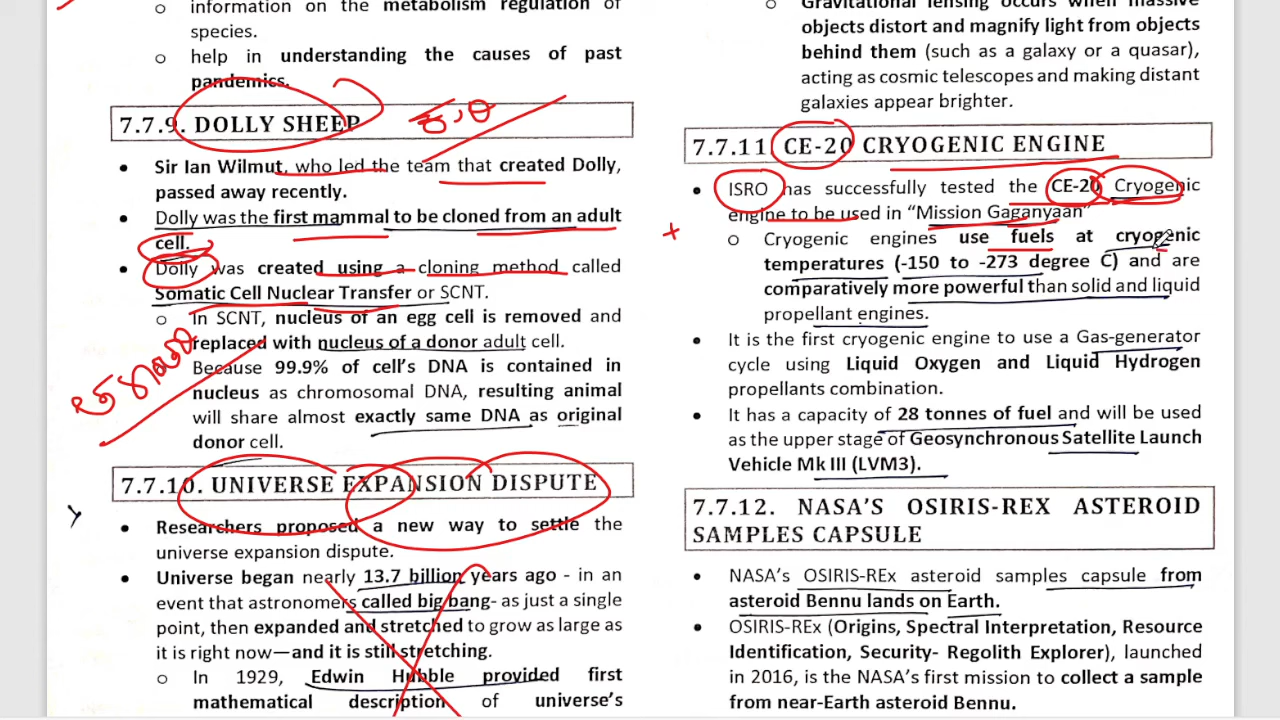 o information on the metabolism regulation of
species.
o help in understanding the causes of past
pandemics.
7.7.9. DOLLY SHEEP
• Sir Ian Wilmut, who led the team that created Dolly,
passed away recently.
• Dolly was the first mammal to be cloned from an adult
cell.
• Dolly was created using a cloning method called
Somatic Cell Nuclear Transfer or SCNT.
o In SCNT, nucleus of an egg cell is removed and
replaced with nucleus of a donor adult cell.
Because 99.9% of cell's DNA is contained in
nucleus as chromosomal DNA, resulting animal
will share almost exactly same DNA as original
donor cell.
7.7.10. UNIVERSE EXPANSION DISPUTE
• Researchers proposed a new way to settle the
universe expansion dispute.
• Universe began nearly 13.7 billion years ago - in an
event that astronomers called big bang- as just a single
point, then expanded and stretched to grow as large as
it is right now—and it is still stretching.
o In 1929, Edwin Hubble provided first
mathematical description of universe's
o Gravitational lensing occurs when massive
objects distort and magnify light from objects
behind them (such as a galaxy or a quasar),
acting as cosmic telescopes and making distant
galaxies appear brighter.
7.7.11 CE-20 CRYOGENIC ENGINE
• ISRO has successfully tested the CE-20 Cryogenic
engine to be used in “Mission Gaganyaan”
o Cryogenic engines use fuels at cryogenic
temperatures (-150 to -273 degree C) and are
comparatively more powerful than solid and liquid
propellant engines.
• It is the first cryogenic engine to use a Gas-generator
cycle using Liquid Oxygen and Liquid Hydrogen
propellants combination.
• It has a capacity of 28 tonnes of fuel and will be used
as the upper stage of Geosynchronous Satellite Launch
Vehicle Mk III (LVM3).
7.7.12. NASA'S OSIRIS-REX ASTEROID
SAMPLES CAPSULE
• NASA's OSIRIS-REx asteroid samples capsule from
asteroid Bennu lands on Earth.
• OSIRIS-REx (Origins, Spectral Interpretation, Resource
Identification, Security- Regolith Explorer), launched
in 2016, is the NASA's first mission to collect a sample
from near-Earth asteroid Bennu.